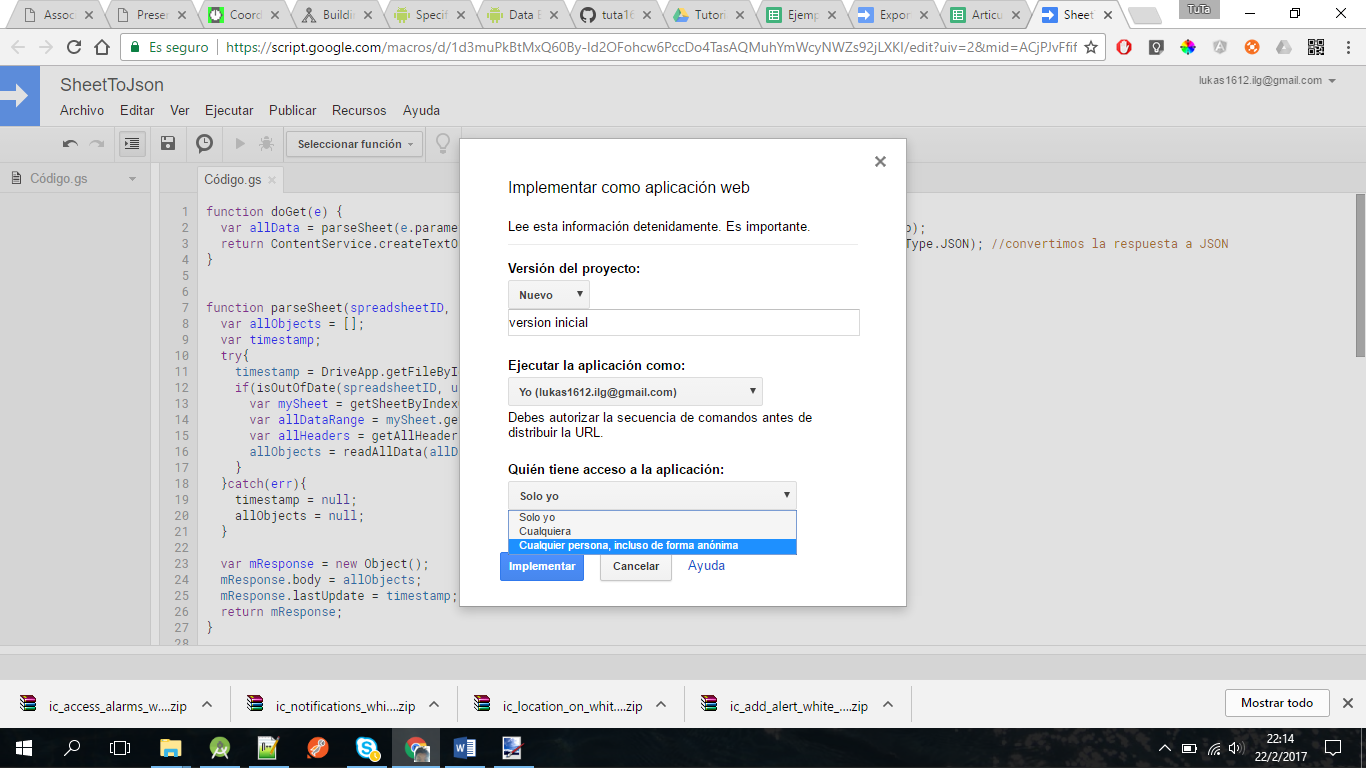 Assoc
Presen
Coord
Buildin
Specif
Data B
tuta16
Tutori
Ejemp
Expor
Articu
Sheet
TuTa
Es seguro
https://script.google.com/macros/d/1d3muPkBtMxQ60By-Id2OFohcw6PccDo4TasAQMuhYmWcyNWZs92jLXKI/edit?uiv=2&mid=ACjPJvFfif
SheetToJson
lukas1612.ilg@gmail.com
Archivo Editar Ver Ejecutar Publicar Recursos Ayuda
Seleccionar función
Código.gs
Código.gs
1 function doGet(e) {
2 var allData = parseSheet(e.parame );
3 return ContentService.createTextO Type.JSON); //convertimos la respuesta a JSON
4 }
5
6
7 function parseSheet(spreadsheetID,
8 var allObjects = [];
9 var timestamp;
10 try{
11 timestamp = DriveApp.getFileByI
12 if(isOutOfDate(spreadsheetID, u
13 var mySheet = getSheetByIndex
14 var allDataRange = mySheet.ge
15 var allHeaders = getAllHeader
16 allObjects = readAllData(allD
17 }
18 }catch(err){
19 timestamp = null;
20 allObjects = null;
21 }
22
23 var mResponse = new Object();
24 mResponse.body = allObjects;
25 mResponse.lastUpdate = timestamp;
26 return mResponse;
27 }
28
Implementar como aplicación web
Lee esta información detenidamente. Es importante.
Versión del proyecto:
Nuevo
version inicial
Ejecutar la aplicación como:
Yo (lukas1612.ilg@gmail.com)
Debes autorizar la secuencia de comandos antes de
distribuir la URL.
Quién tiene acceso a la aplicación:
Solo yo
Solo yo
Cualquiera
Cualquier persona, incluso de forma anónima
Implementar Cancelar Ayuda
ic_access_alarms_w....zip
ic_notifications_whi....zip
ic_location_on_whit....zip
ic_add_alert_white_....zip
Mostrar todo
22:14
22/2/2017